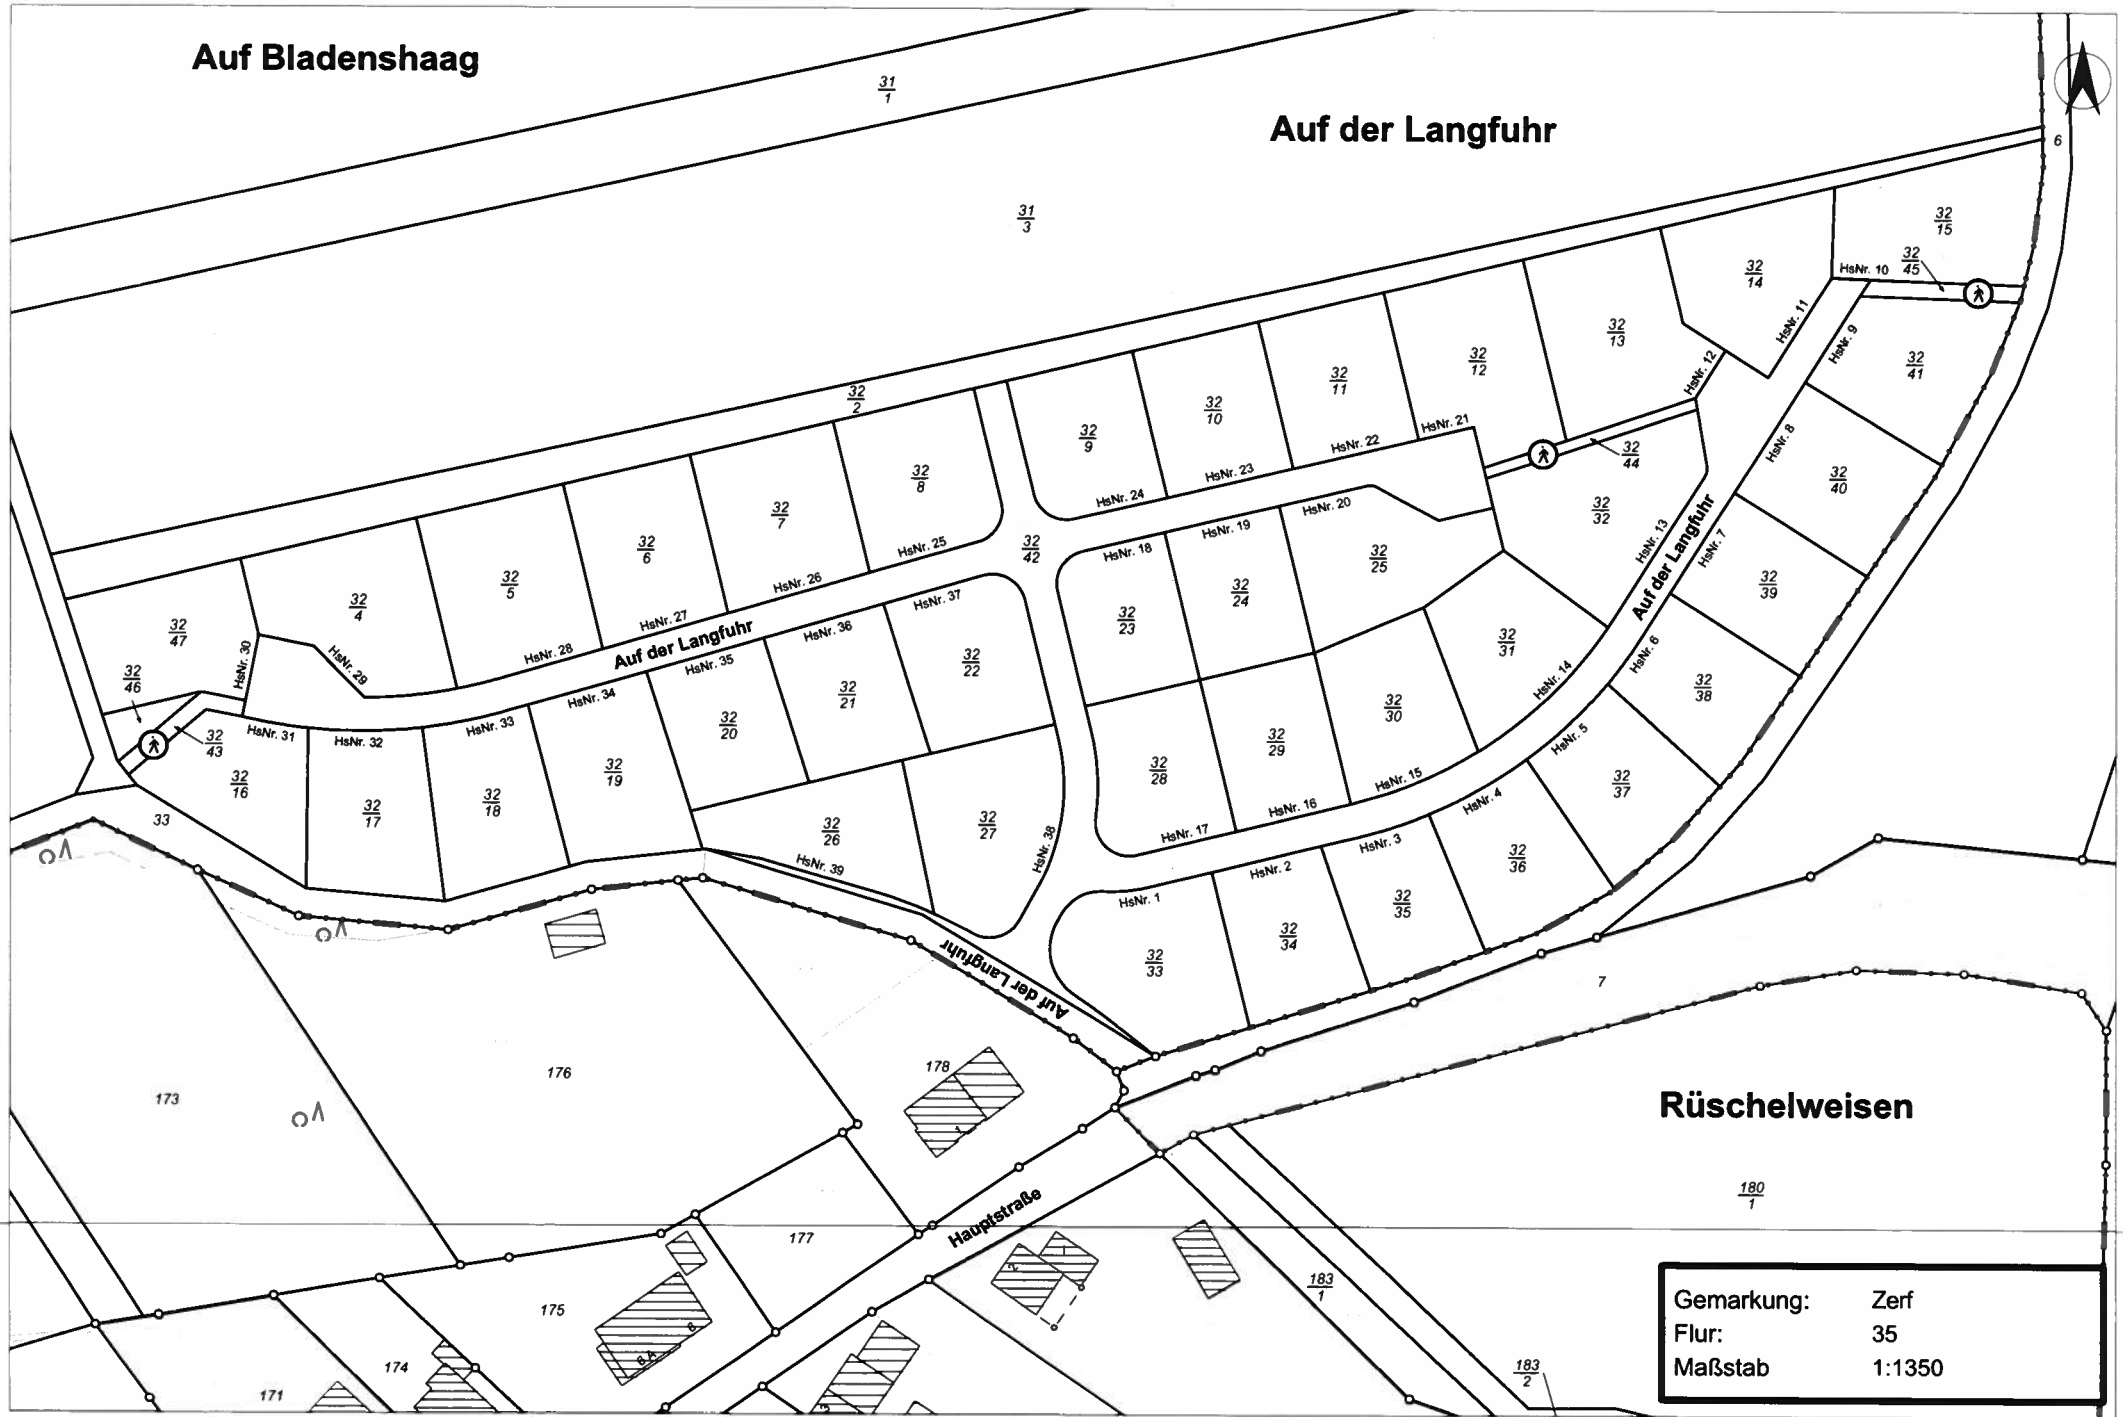 Auf Bladenshaag
31
1
Auf der Langfuhr
6
31
3
32
15
32
45
HsNr. 10
32
14
HsNr. 11
HsNr. 9
32
41
32
13
HsNr. 12
32
12
32
11
32
10
32
9
32
2
HsNr. 21
HsNr. 22
HsNr. 23
HsNr. 24
32
44
HsNr. 8
32
40
32
8
32
7
32
6
32
5
32
4
32
47
32
46
HsNr. 25
HsNr. 26
HsNr. 27
HsNr. 28
HsNr. 29
HsNr. 30
Auf der Langfuhr
32
42
HsNr. 18
HsNr. 19
HsNr. 20
32
32
HsNr. 13
Auf der Langfuhr
HsNr. 7
32
39
32
25
32
24
32
23
HsNr. 37
HsNr. 36
HsNr. 35
HsNr. 34
HsNr. 33
HsNr. 32
HsNr. 31
32
43
32
16
32
17
32
18
32
19
32
20
32
21
32
22
32
31
HsNr. 14
HsNr. 6
32
38
32
30
32
29
32
28
HsNr. 15
HsNr. 16
HsNr. 17
HsNr. 5
32
37
HsNr. 4
32
36
HsNr. 3
32
35
HsNr. 2
32
34
HsNr. 1
32
33
32
26
32
27
HsNr. 38
HsNr. 39
Auf der Langfuhr
33
7
173
176
178
1
Rüschelweisen
180
1
Hauptstraße
177
175
6
6 A
174
171
2
3
183
1
183
2
Gemarkung: Zerf
Flur: 35
Maßstab 1:1350